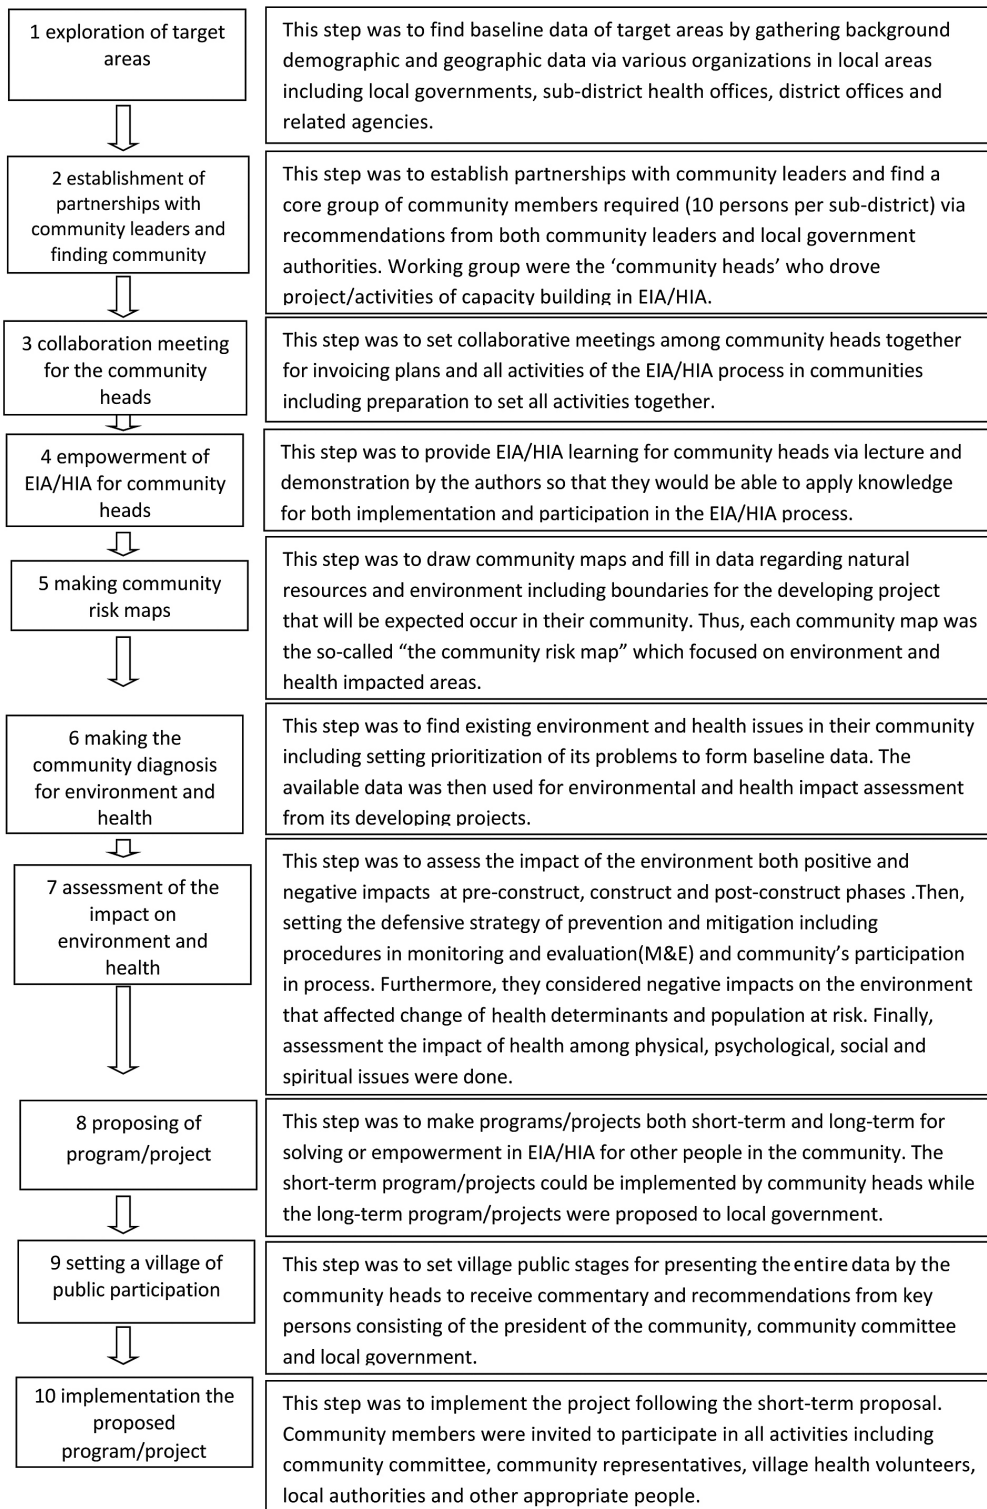 1 exploration of target
areas
This step was to find baseline data of target areas by gathering background
demographic and geographic data via various organizations in local areas
including local governments, sub-district health offices, district offices and
related agencies.
2 establishment of
partnerships with
community leaders and
finding community
This step was to establish partnerships with community leaders and find a
core group of community members required (10 persons per sub-district) via
recommendations from both community leaders and local government
authorities. Working group were the ‘community heads’ who drove
project/activities of capacity building in EIA/HIA.
3 collaboration meeting
for the community
heads
This step was to set collaborative meetings among community heads together
for invoicing plans and all activities of the EIA/HIA process in communities
including preparation to set all activities together.
4 empowerment of
EIA/HIA for community
heads
This step was to provide EIA/HIA learning for community heads via lecture and
demonstration by the authors so that they would be able to apply knowledge
for both implementation and participation in the EIA/HIA process.
5 making community
risk maps
This step was to draw community maps and fill in data regarding natural
resources and environment including boundaries for the developing project
that will be expected occur in their community. Thus, each community map was
the so-called “the community risk map” which focused on environment and
health impacted areas.
6 making the
community diagnosis
for environment and
health
This step was to find existing environment and health issues in their community
including setting prioritization of its problems to form baseline data. The
available data was then used for environmental and health impact assessment
from its developing projects.
7 assessment of the
impact on
environment and
health
This step was to assess the impact of the environment both positive and
negative impacts  at pre-construct, construct and post-construct phases .Then,
setting the defensive strategy of prevention and mitigation including
procedures in monitoring and evaluation(M&E) and community’s participation
in process. Furthermore, they considered negative impacts on the environment
that affected change of health determinants and population at risk. Finally,
assessment the impact of health among physical, psychological, social and
spiritual issues were done.
8 proposing of
program/project
This step was to make programs/projects both short-term and long-term for
solving or empowerment in EIA/HIA for other people in the community. The
short-term program/projects could be implemented by community heads while
the long-term program/projects were proposed to local government.
9 setting a village of
public participation
This step was to set village public stages for presenting the entire data by the
community heads to receive commentary and recommendations from key
persons consisting of the president of the community, community committee
and local government.
10 implementation the
proposed
program/project
This step was to implement the project following the short-term proposal.
Community members were invited to participate in all activities including
community committee, community representatives, village health volunteers,
local authorities and other appropriate people.